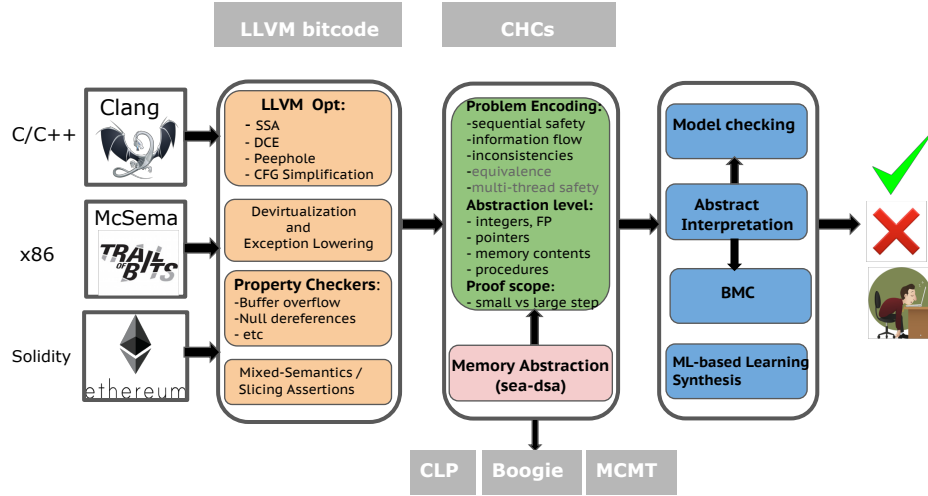 LLVM bitcode
CHCs
C/C++
Clang
x86
McSema
TRAIL
OF
BITS
Solidity
ethereum
LLVM Opt:
- SSA
- DCE
- Peephole
- CFG Simplification
Devirtualization
and
Exception Lowering
Property Checkers:
-Buffer overflow
-Null dereferences
- etc
Mixed-Semantics /
Slicing Assertions
Problem Encoding:
-sequential safety
-information flow
-inconsistencies
-equivalence
-multi-thread safety
Abstraction level:
- integers, FP
- pointers
- memory contents
- procedures
Proof scope:
- small vs large step
Memory Abstraction
(sea-dsa)
Model checking
Abstract
Interpretation
BMC
ML-based Learning
Synthesis
CLP
Boogie
MCMT